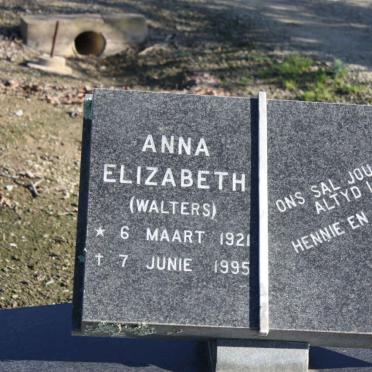 ANNA
ELIZABETH
(WALTERS)
* 6 MAART 1921
† 7 JUNIE 1995
ONS SAL JOU
ALTYD
HENNIE EN